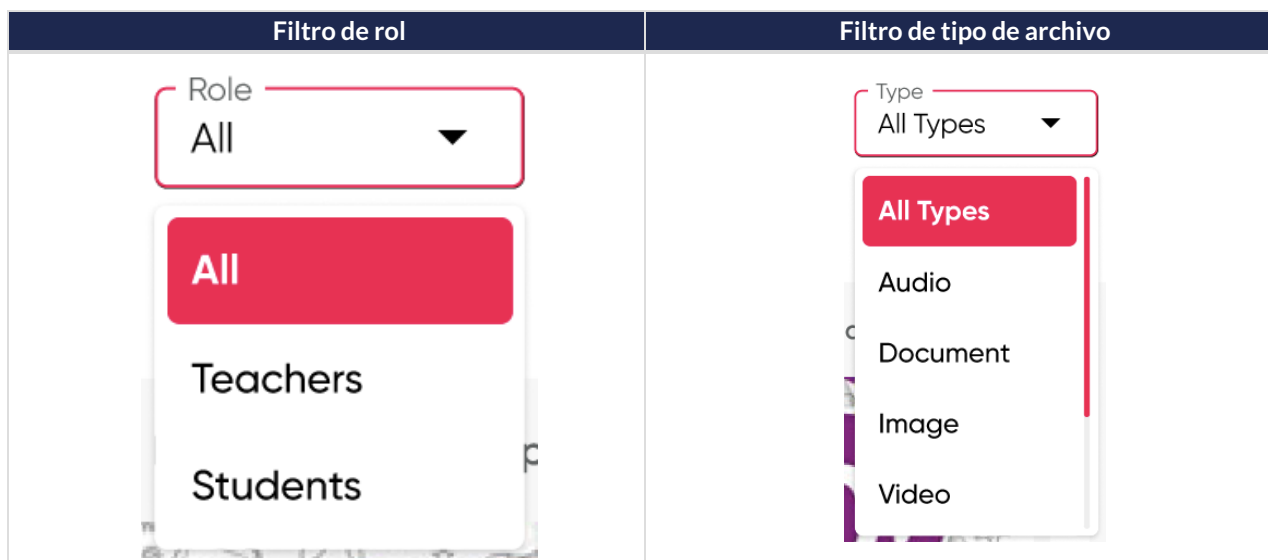 Filtro de rol
Filtro de tipo de archivo
Role
All
All
Teachers
Students
Type
All Types
All Types
Audio
Document
Image
Video